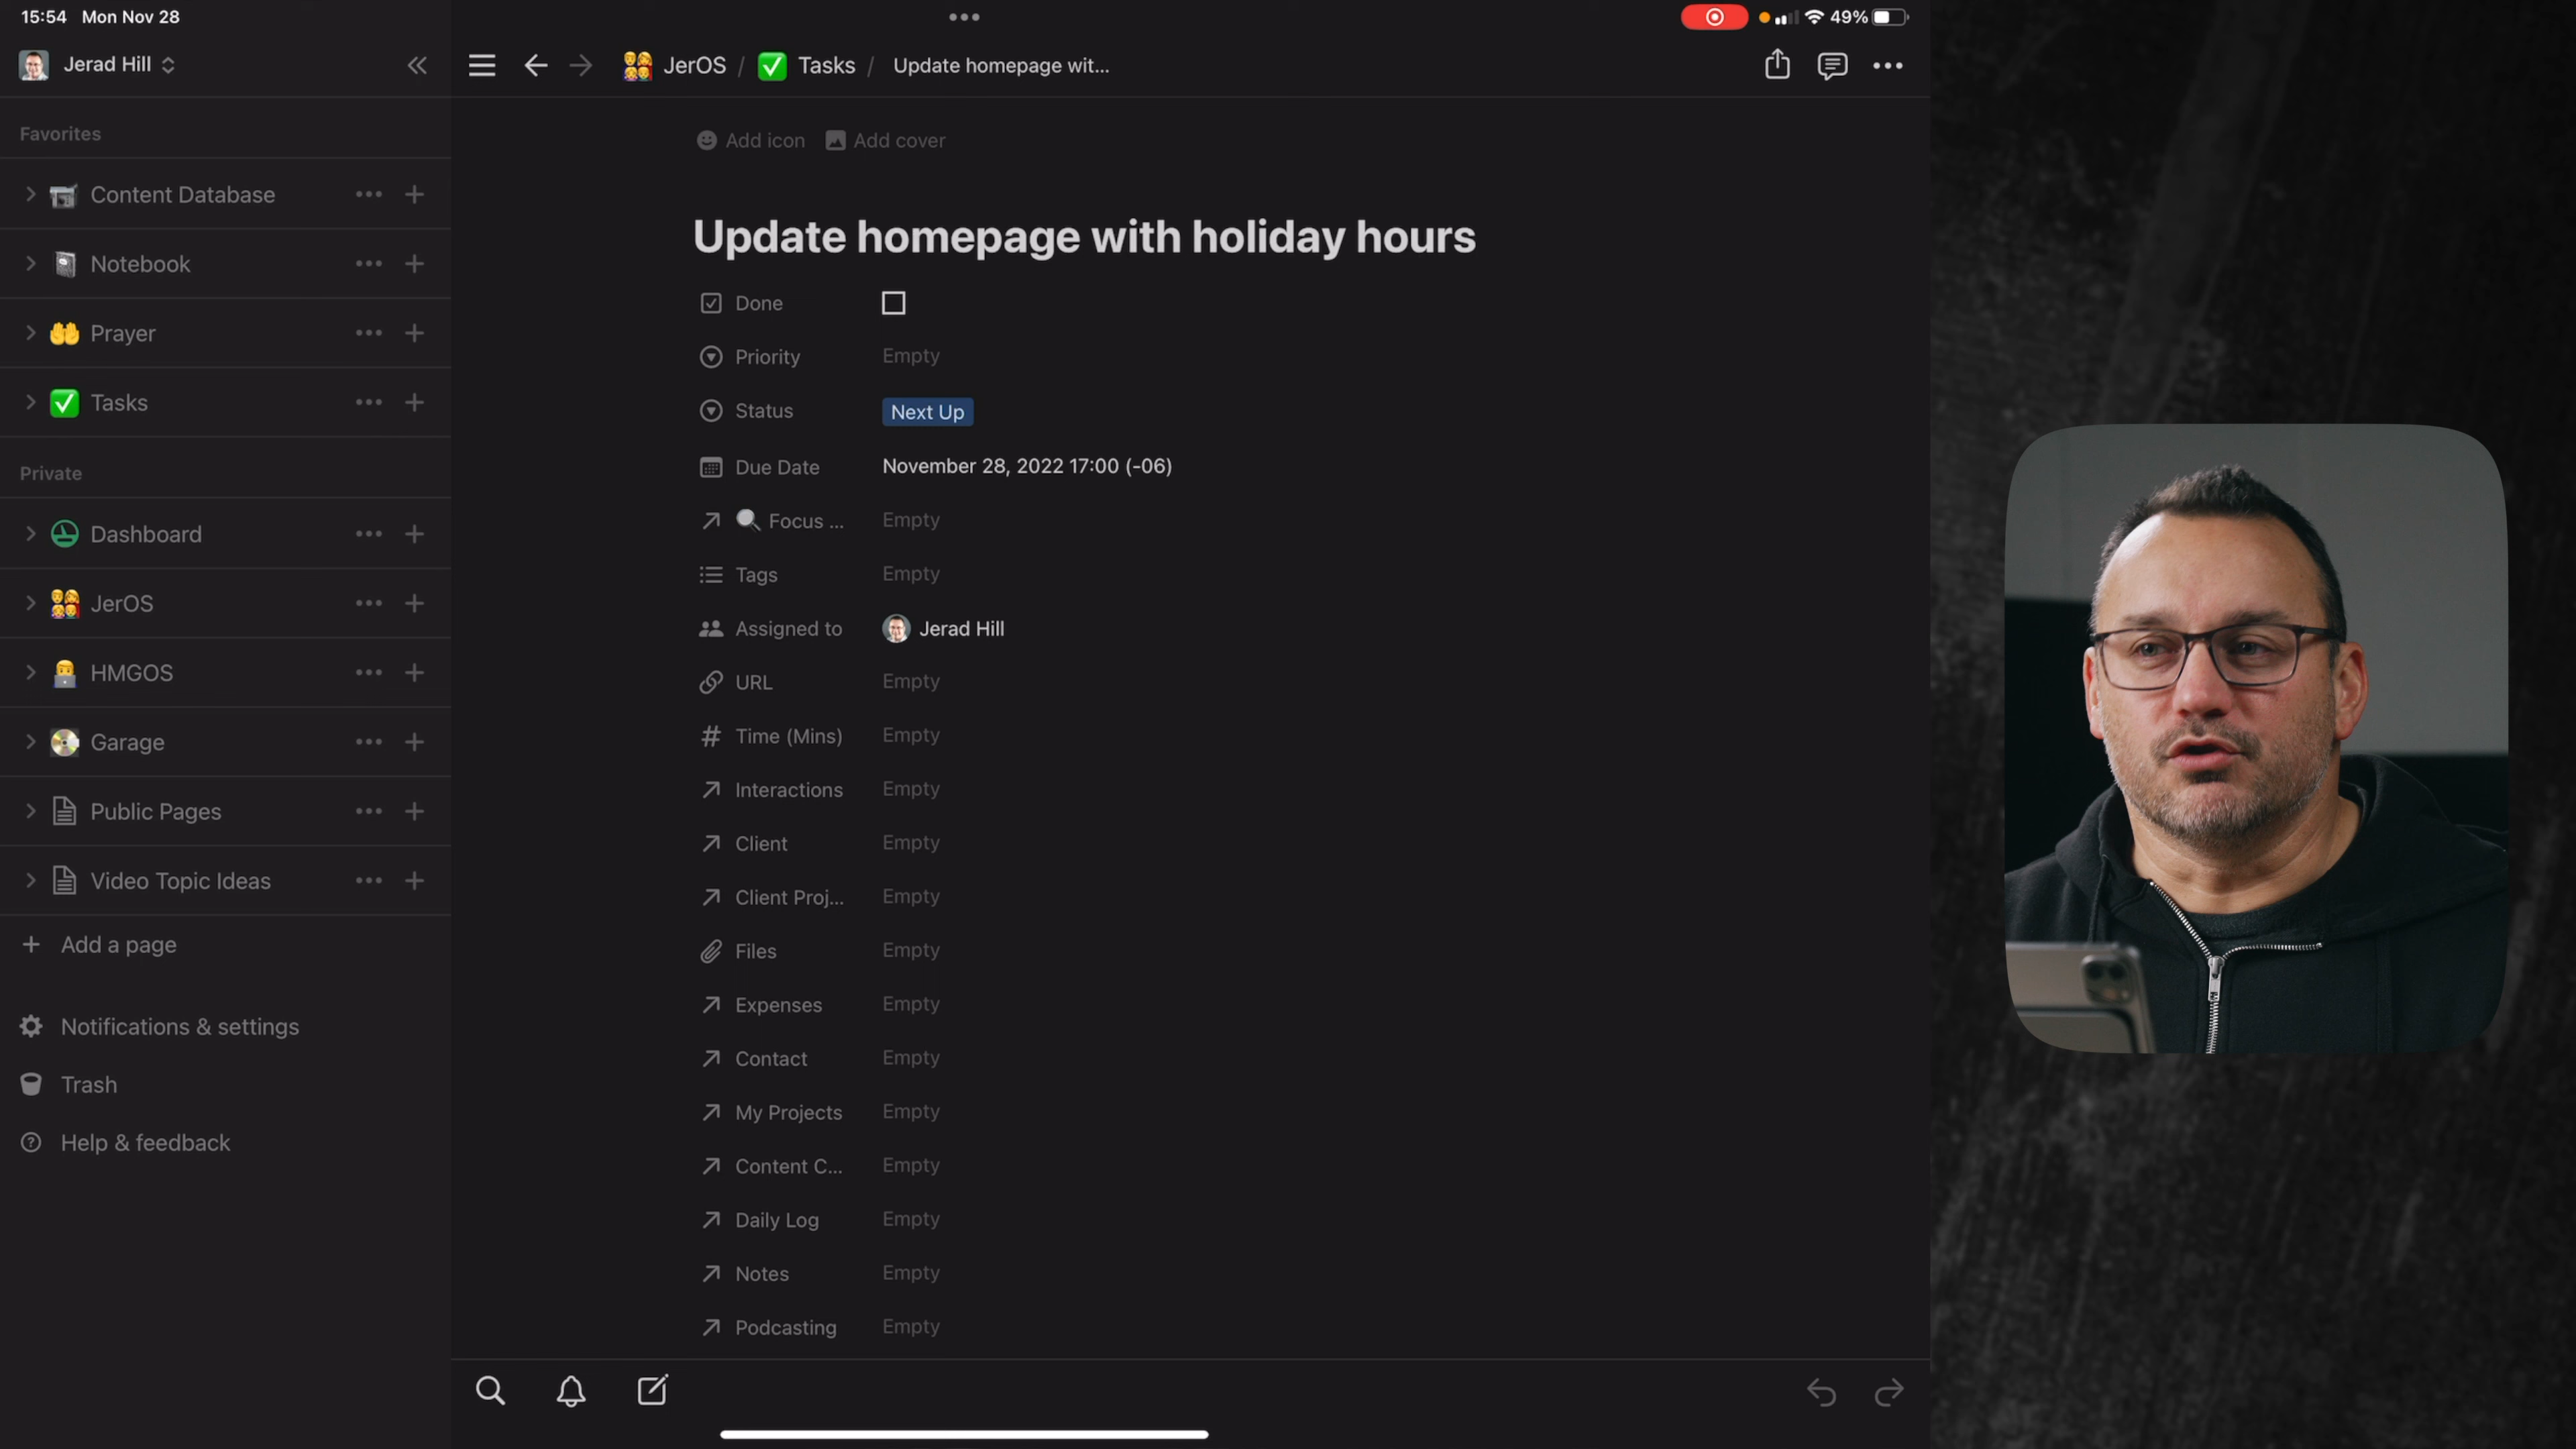 15:54 Mon Nov 28
49%
Jerad Hill
JerOS / Tasks / Update homepage wit...
Favorites
Content Database
Notebook
Prayer
Tasks
Private
Dashboard
JerOS
HMGOS
Garage
Public Pages
Video Topic Ideas
Add a page
Notifications & settings
Trash
Help & feedback
Add icon Add cover
Update homepage with holiday hours
Done
Priority Empty
Status Next Up
Due Date November 28, 2022 17:00 (-06)
Focus ... Empty
Tags Empty
Assigned to Jerad Hill
URL Empty
Time (Mins) Empty
Interactions Empty
Client Empty
Client Proj... Empty
Files Empty
Expenses Empty
Contact Empty
My Projects Empty
Content C... Empty
Daily Log Empty
Notes Empty
Podcasting Empty